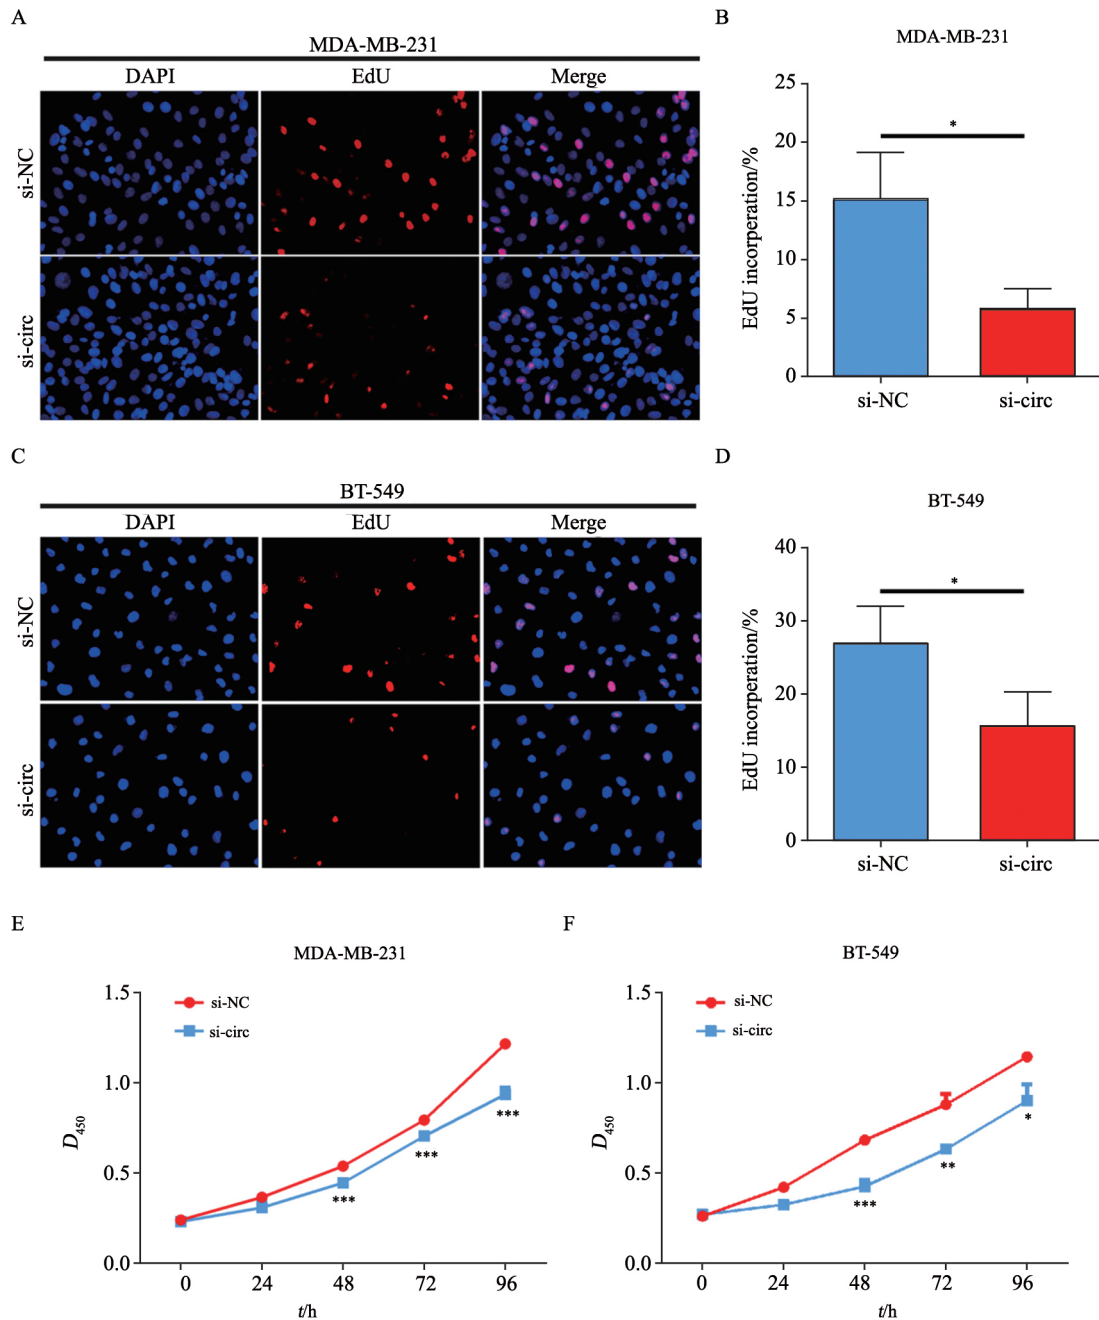 A
MDA-MB-231
DAPI EdU Merge
si-NC
si-circ
B
MDA-MB-231
EdU incorperation/%
25
20
15
10
5
0
*
si-NC si-circ
C
BT-549
DAPI EdU Merge
si-NC
si-circ
D
BT-549
EdU incorperation/%
40
30
20
10
0
*
si-NC si-circ
E
MDA-MB-231
si-NC
si-circ
D450
1.5
1.0
0.5
0.0
***
***
***
0 24 48 72 96
t/h
F
BT-549
si-NC
si-circ
D450
1.5
1.0
0.5
0.0
***
**
*
0 24 48 72 96
t/h